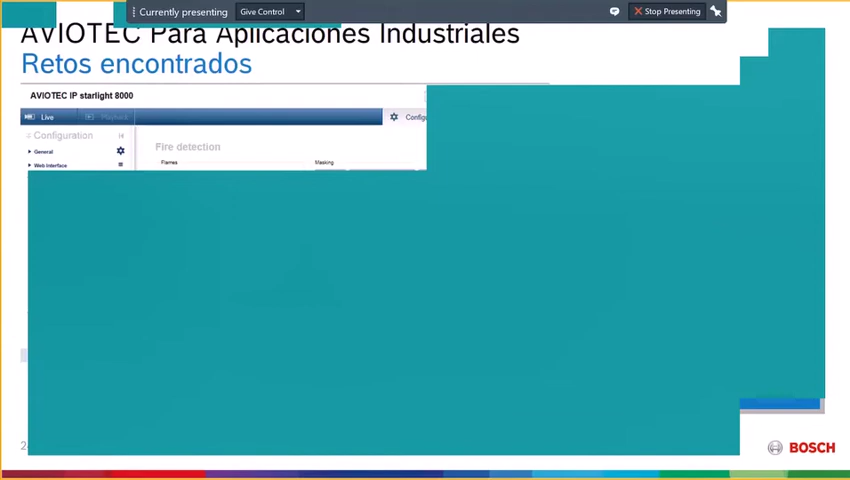 Currently presenting Give Control Stop Presenting
AVIOTEC Para Aplicaciones Industriales
Retos encontrados
AVIOTEC IP starlight 8000
Live Playback
Configuration
Fire detection
General
Flames Masking
Web Interface
BOSCH